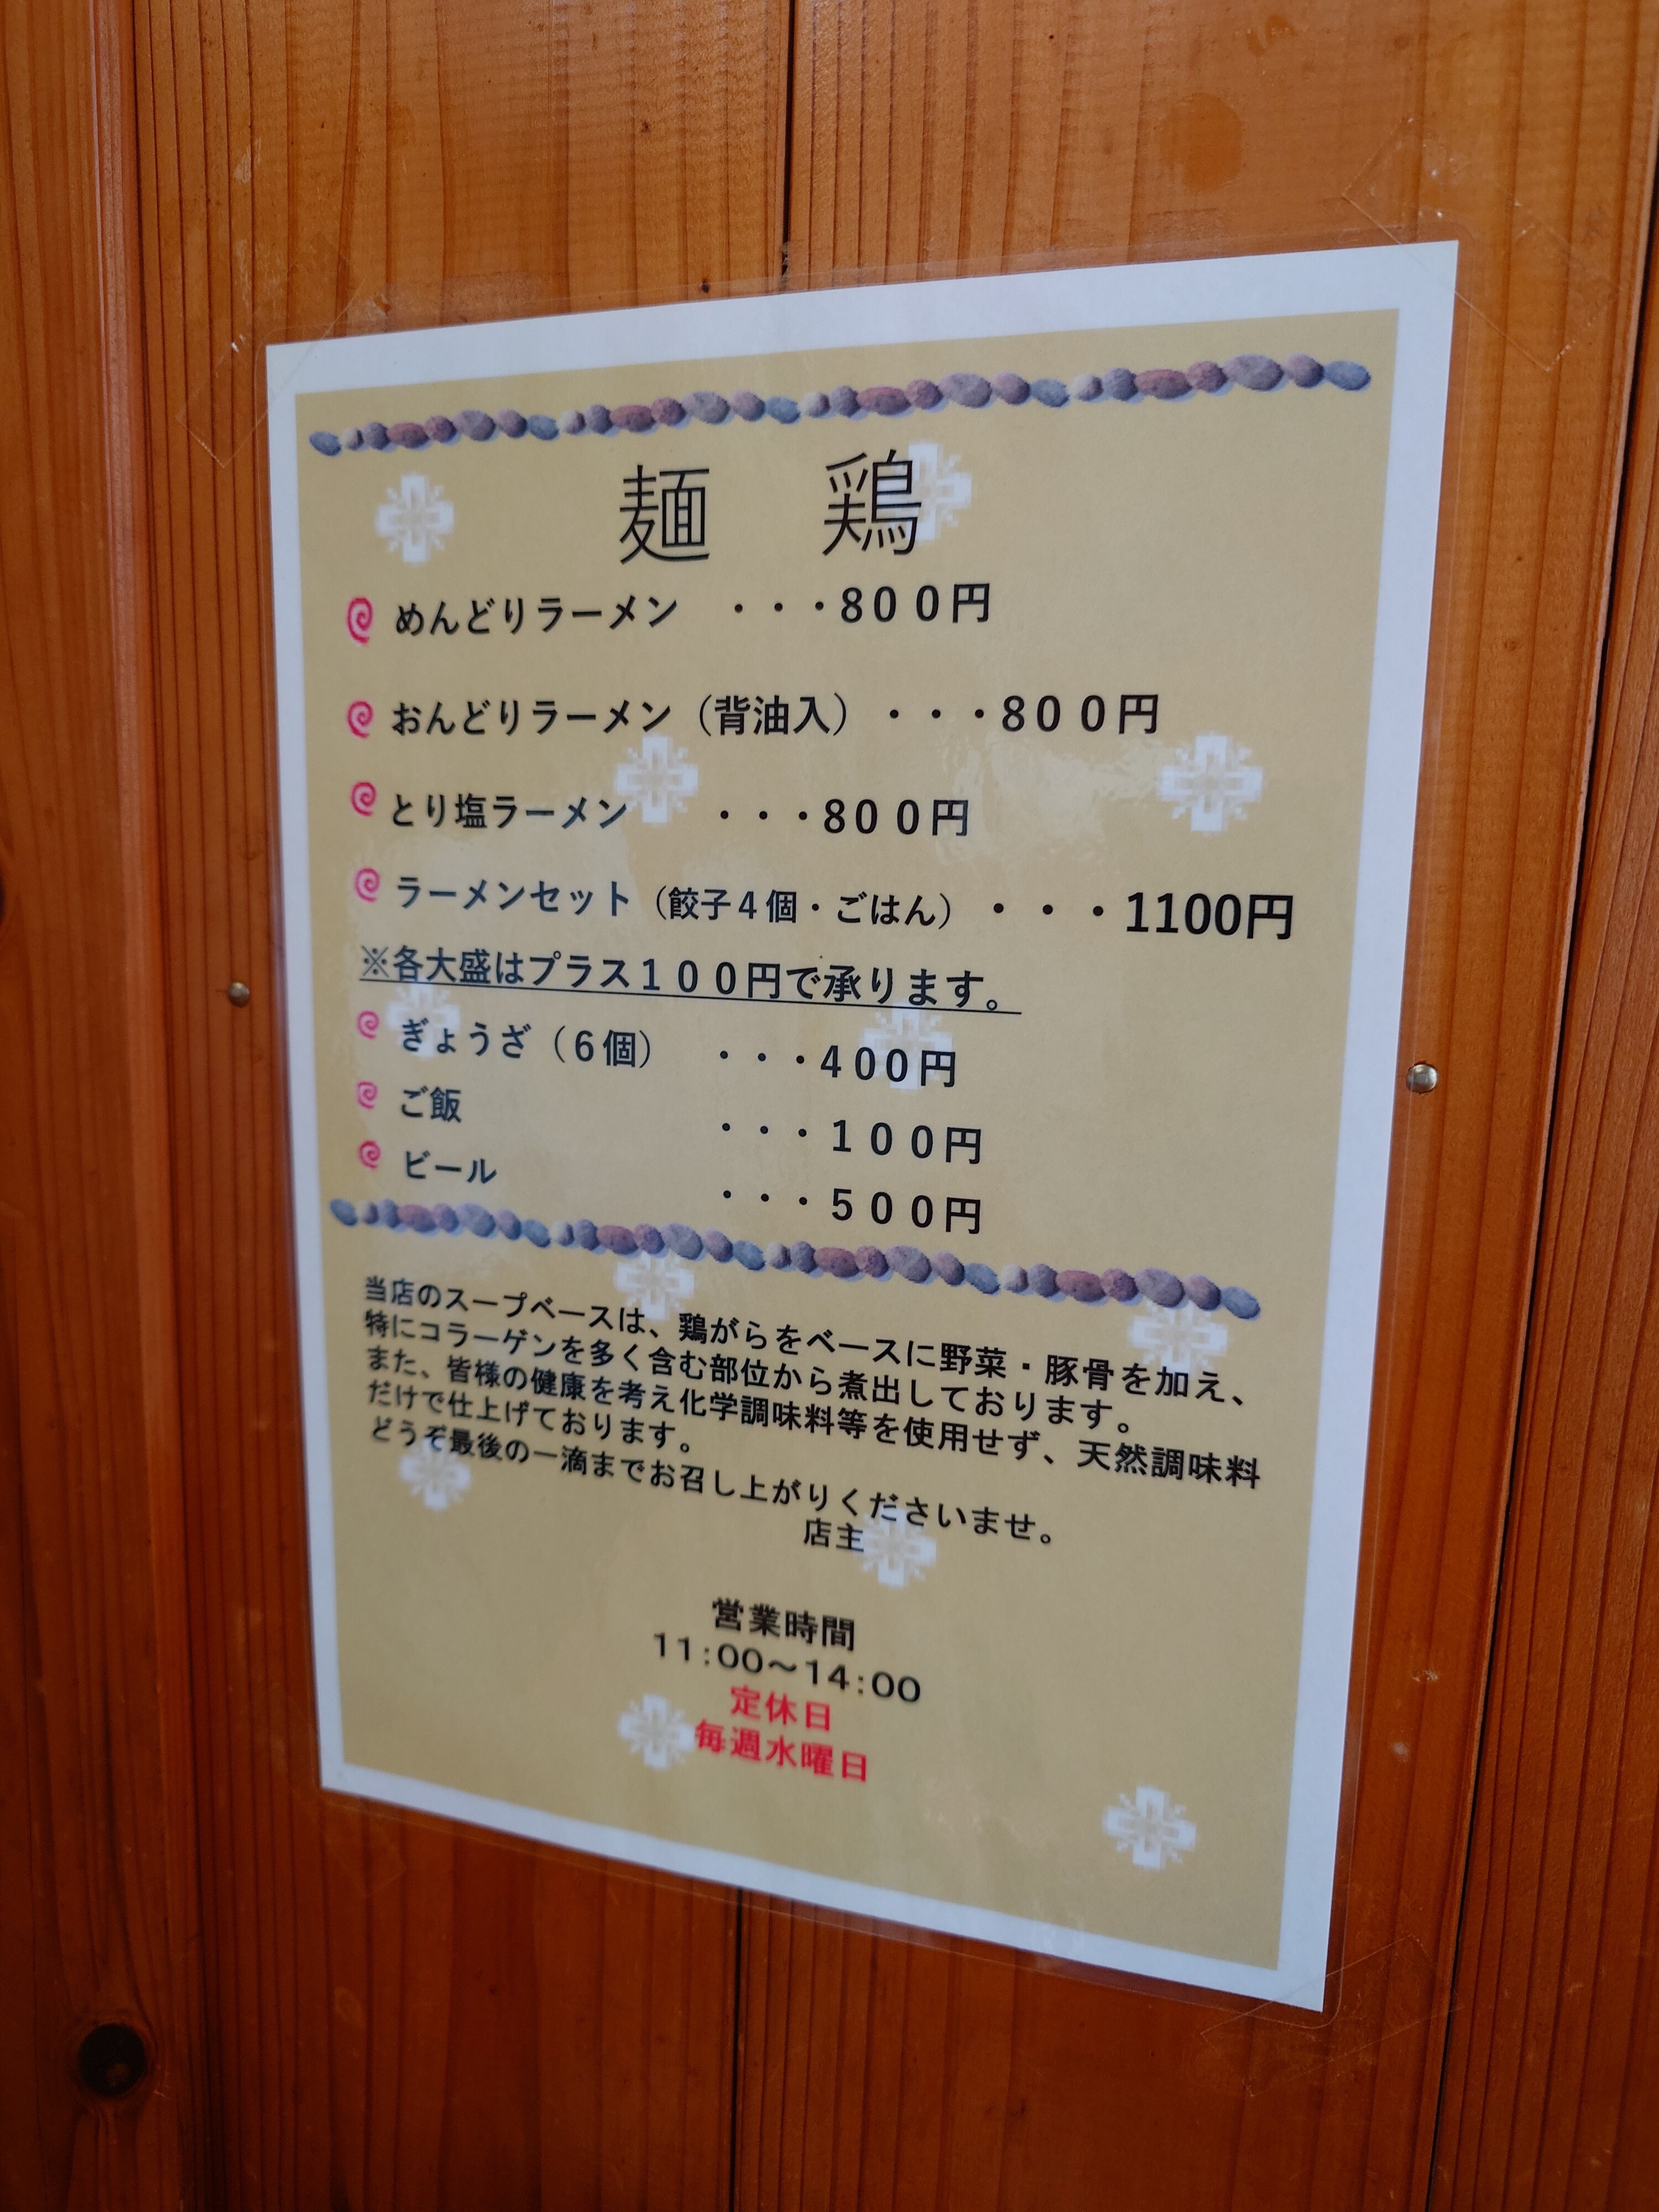 麺 鶏
めんどりラーメン ・・・800円
おんどりラーメン（背油入）・・・800円
とり塩ラーメン ・・・800円
ラーメンセット（餃子4個・ごはん）・・・1100円
※各大盛はプラス100円で承ります。
ぎょうざ（6個） ・・・400円
ご飯 ・・・100円
ビール ・・・500円
当店のスープベースは、鶏がらをベースに野菜・豚骨を加え、
特にコラーゲンを多く含む部位から煮出しております。
また、皆様の健康を考え化学調味料等を使用せず、天然調味料
だけで仕上げております。
どうぞ最後の一滴までお召し上がりくださいませ。
店主
営業時間
11:00～14:00
定休日
毎週水曜日